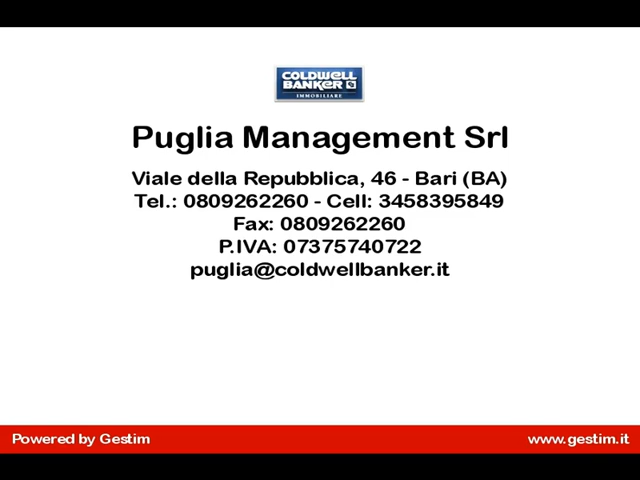 COLDWELL
BANKER
IMMOBILIARE
Puglia Management Srl
Viale della Repubblica, 46 - Bari (BA)
Tel.: 0809262260 - Cell: 3458395849
Fax: 0809262260
P.IVA: 07375740722
puglia@coldwellbanker.it
Powered by Gestim
www.gestim.it